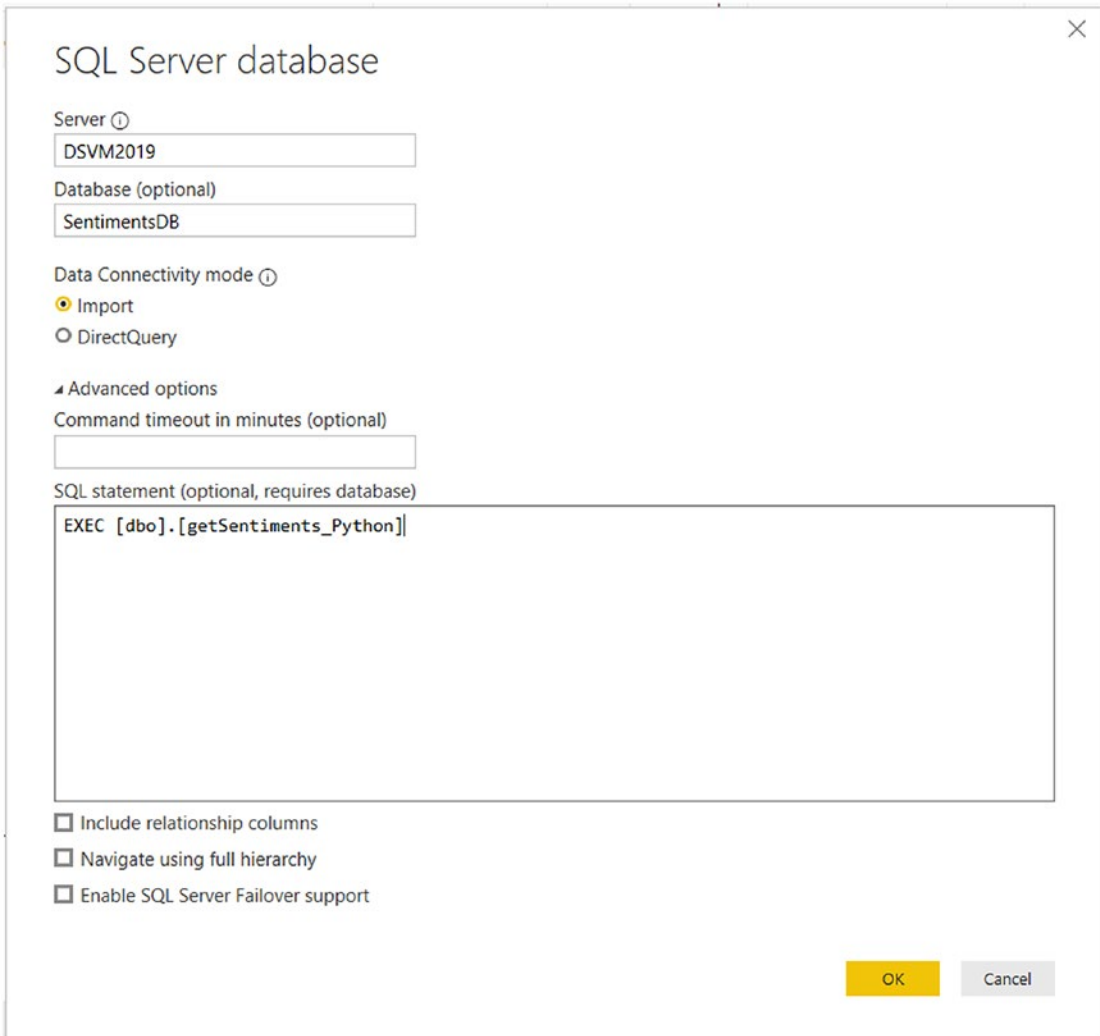 SQL Server database
Server
DSVM2019
Database (optional)
SentimentsDB
Data Connectivity mode
Import
DirectQuery
Advanced options
Command timeout in minutes (optional)
SQL statement (optional, requires database)
EXEC [dbo].[getSentiments_Python]
Include relationship columns
Navigate using full hierarchy
Enable SQL Server Failover support
OK Cancel